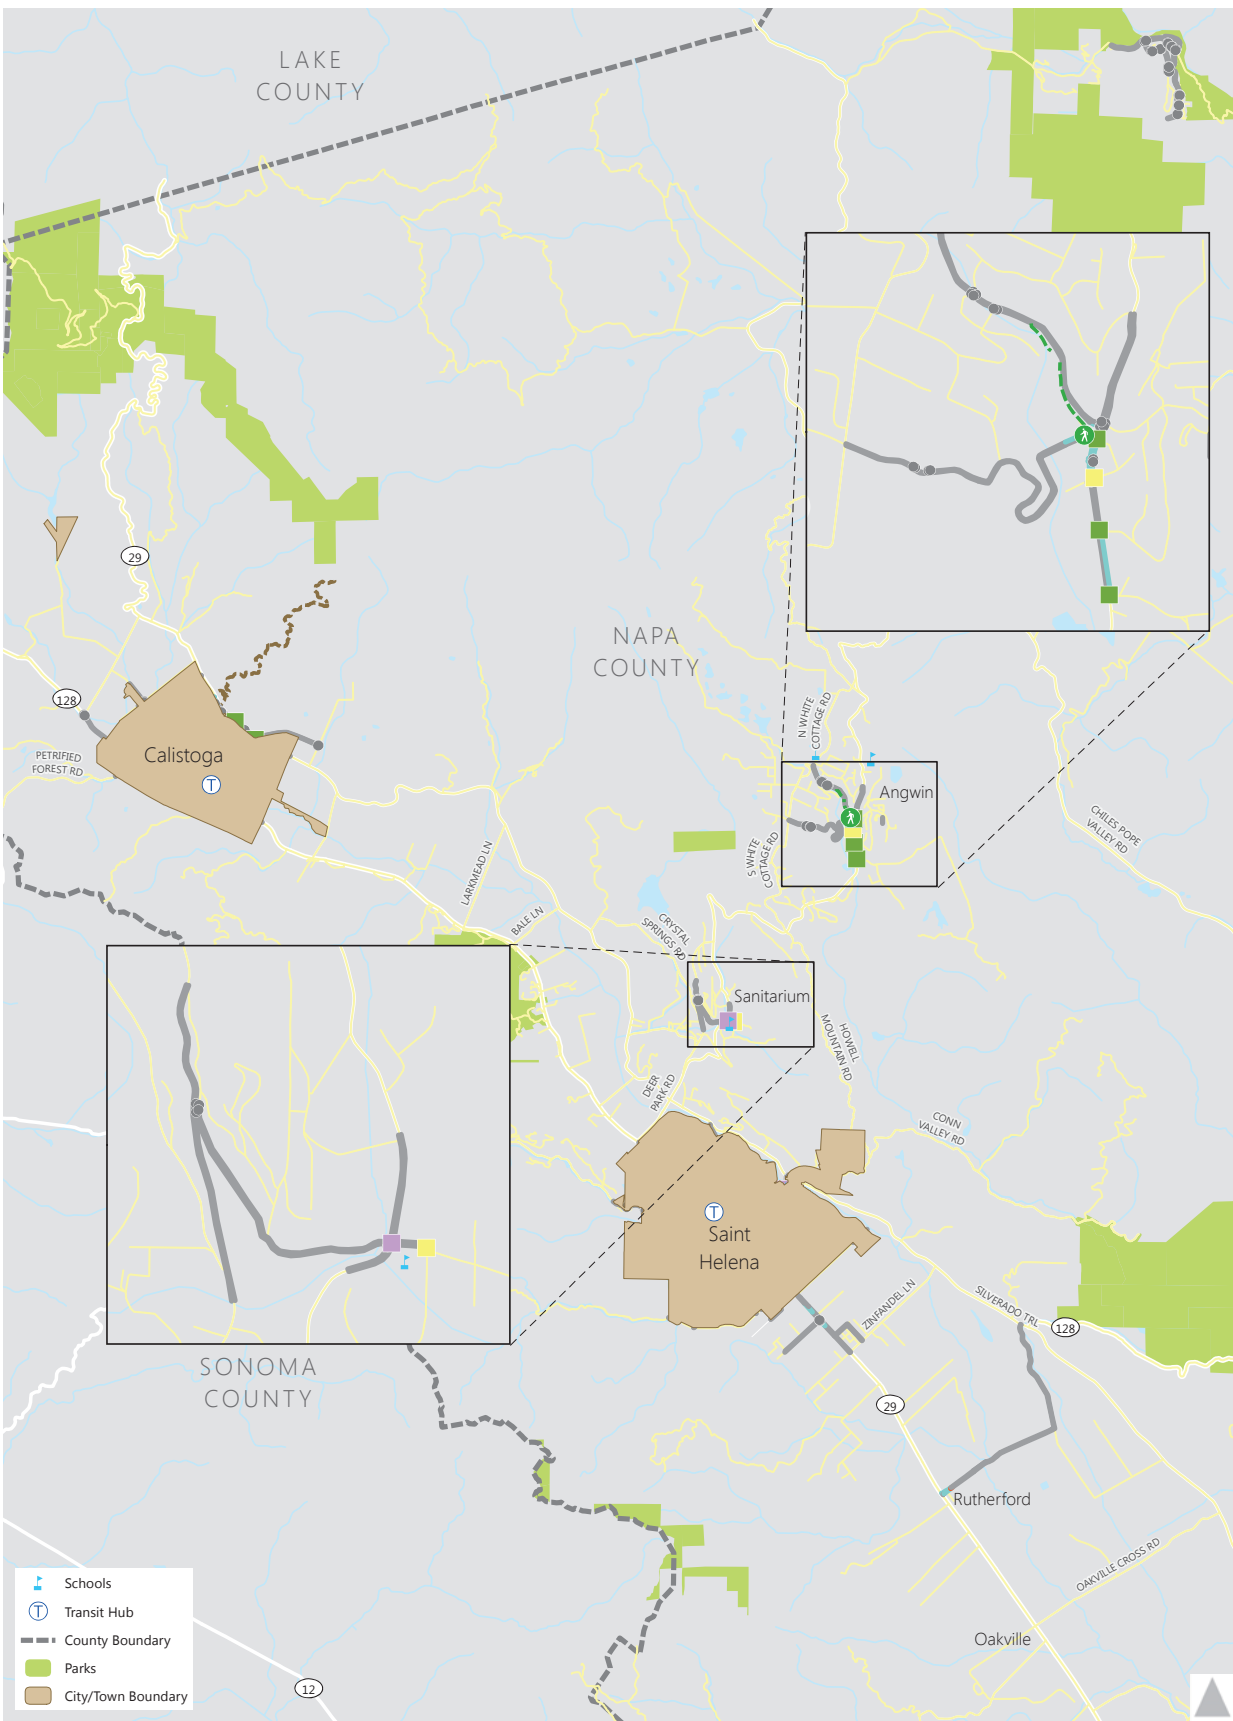 LAKE
COUNTY
29
NAPA
COUNTY
128
Calistoga
T
PETRIFIED
FOREST RD
N WHITE
COTTAGE RD
Angwin
S WHITE
COTTAGE RD
CHILES POPE
VALLEY RD
LARKMEAD LN
BALE LN
CRYSTAL
SPRINGS RD
Sanitarium
HOWELL
MOUNTAIN RD
DEER
PARK RD
CONN
VALLEY RD
T
Saint
Helena
ZINFANDEL LN
SILVERADO TRL
128
SONOMA
COUNTY
29
Rutherford
OAKVILLE CROSS RD
Oakville
12
Schools
T Transit Hub
County Boundary
Parks
City/Town Boundary